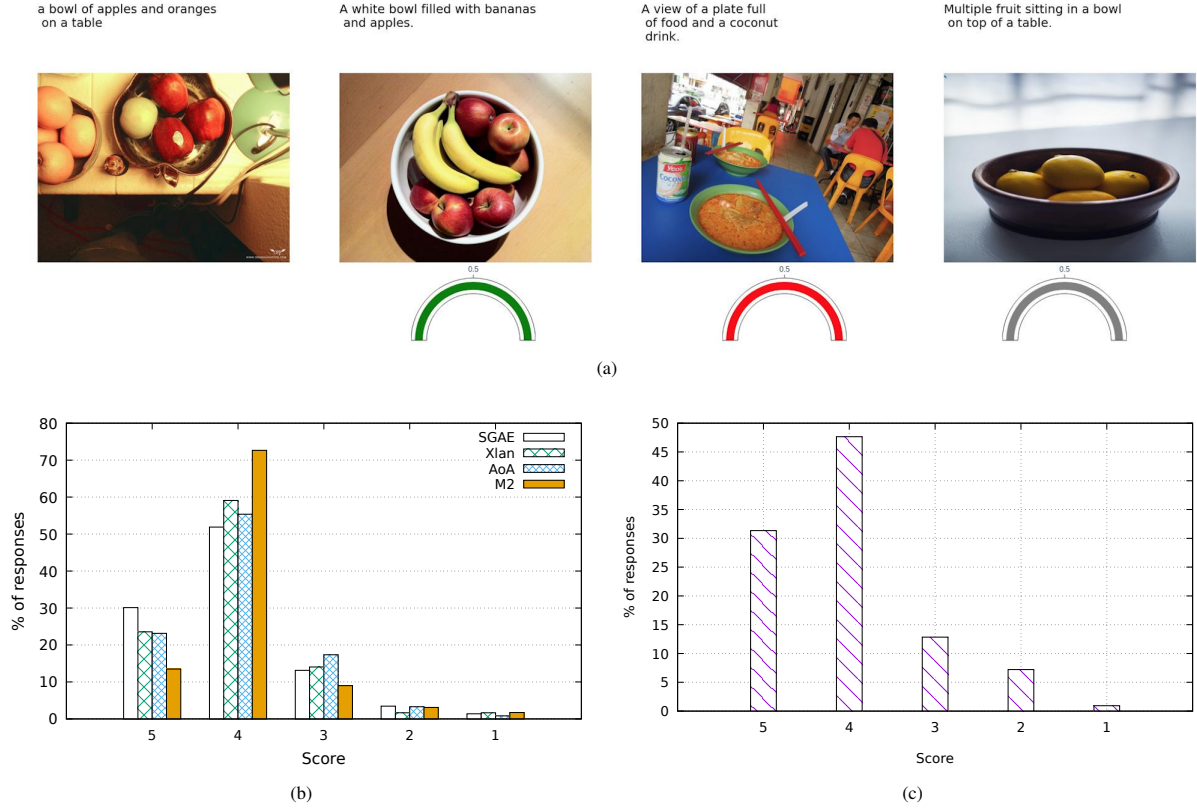 a bowl of apples and oranges
on a table
A white bowl filled with bananas
and apples.
A view of a plate full
of food and a coconut
drink.
Multiple fruit sitting in a bowl
on top of a table.
YEO'S
COCONUT
0.5
0.5
0.5
(a)
80
70
60
50
40
30
20
10
0
% of responses
SGAE
Xlan
AoA
M2
5
4
3
2
1
Score
(b)
50
45
40
35
30
25
20
15
10
5
0
% of responses
5
4
3
2
1
Score
(c)